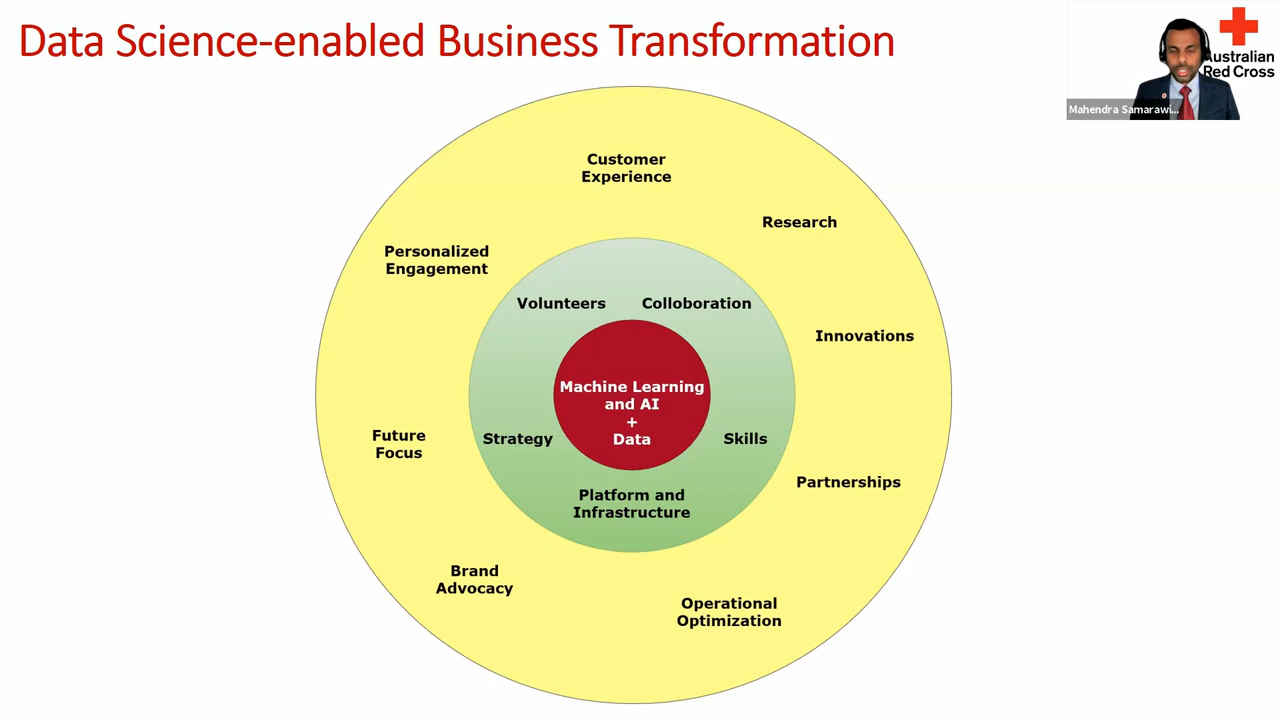 Data Science-enabled Business Transformation
Australian
Red Cross
Mahendra Samarawi...
Customer
Experience
Research
Personalized
Engagement
Volunteers
Colloboration
Innovations
Machine Learning
and AI
+
Data
Future
Focus
Strategy
Skills
Partnerships
Platform and
Infrastructure
Brand
Advocacy
Operational
Optimization